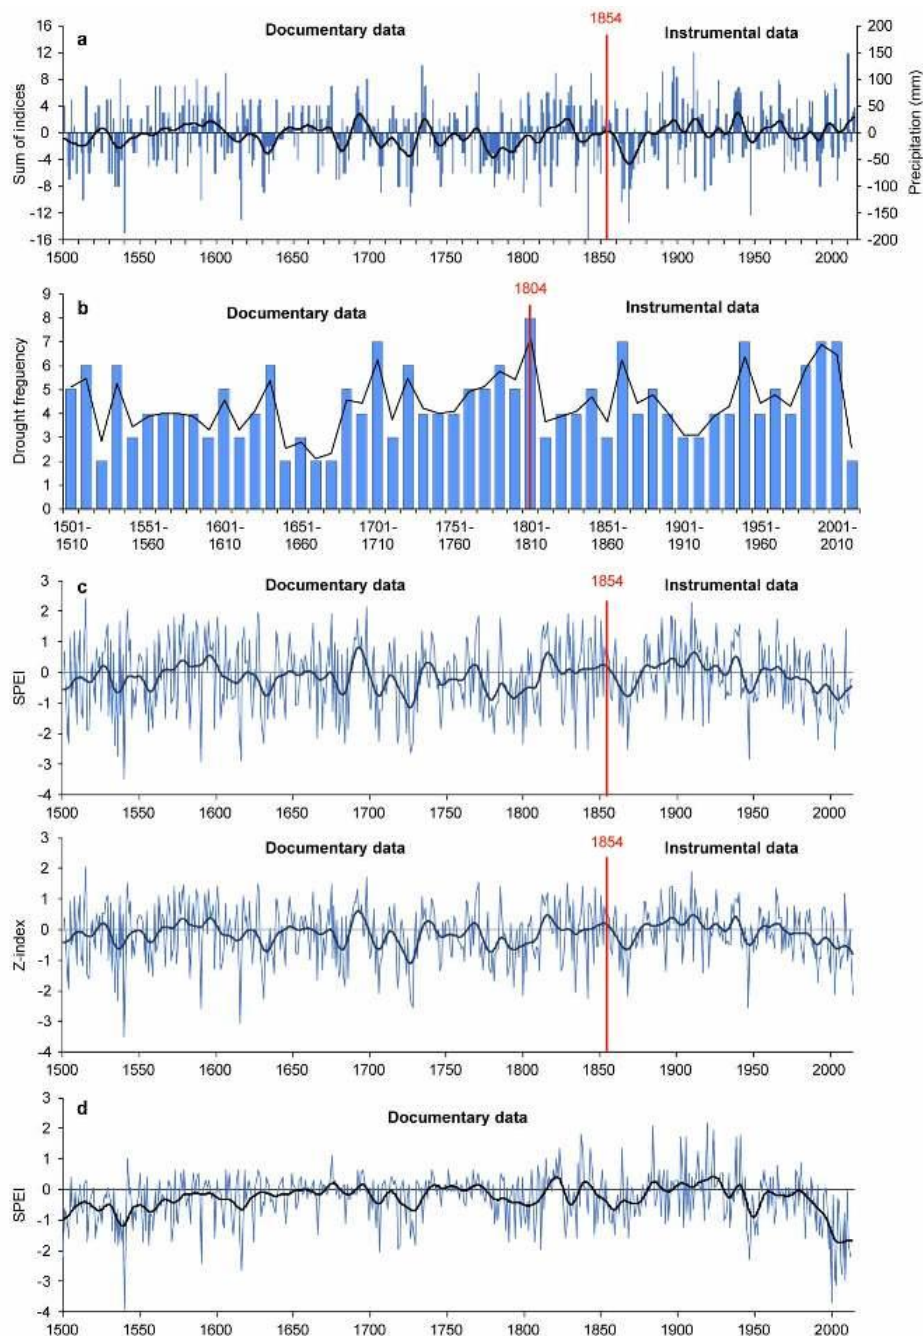 a
Documentary data
1854
Instrumental data
16 12 8 4 0 -4 -8 -12 -16
Sum of indices
200 150 100 50 0 -50 -100 -150 -200
Precipitation (mm)
1500 1550 1600 1650 1700 1750 1800 1850 1900 1950 2000
b
Documentary data
1804
Instrumental data
9 8 7 6 5 4 3 2 1 0
Drought freguency
1501- 1551- 1601- 1651- 1701- 1751- 1801- 1851- 1901- 1951- 2001-
1510 1560 1610 1660 1710 1760 1810 1860 1910 1960 2010
c
Documentary data
1854
Instrumental data
3 2 1 0 -1 -2 -3 -4
SPEI
1500 1550 1600 1650 1700 1750 1800 1850 1900 1950 2000
Documentary data
1854
Instrumental data
3 2 1 0 -1 -2 -3 -4
Z-index
1500 1550 1600 1650 1700 1750 1800 1850 1900 1950 2000
d
Documentary data
3 2 1 0 -1 -2 -3 -4
SPEI
1500 1550 1600 1650 1700 1750 1800 1850 1900 1950 2000